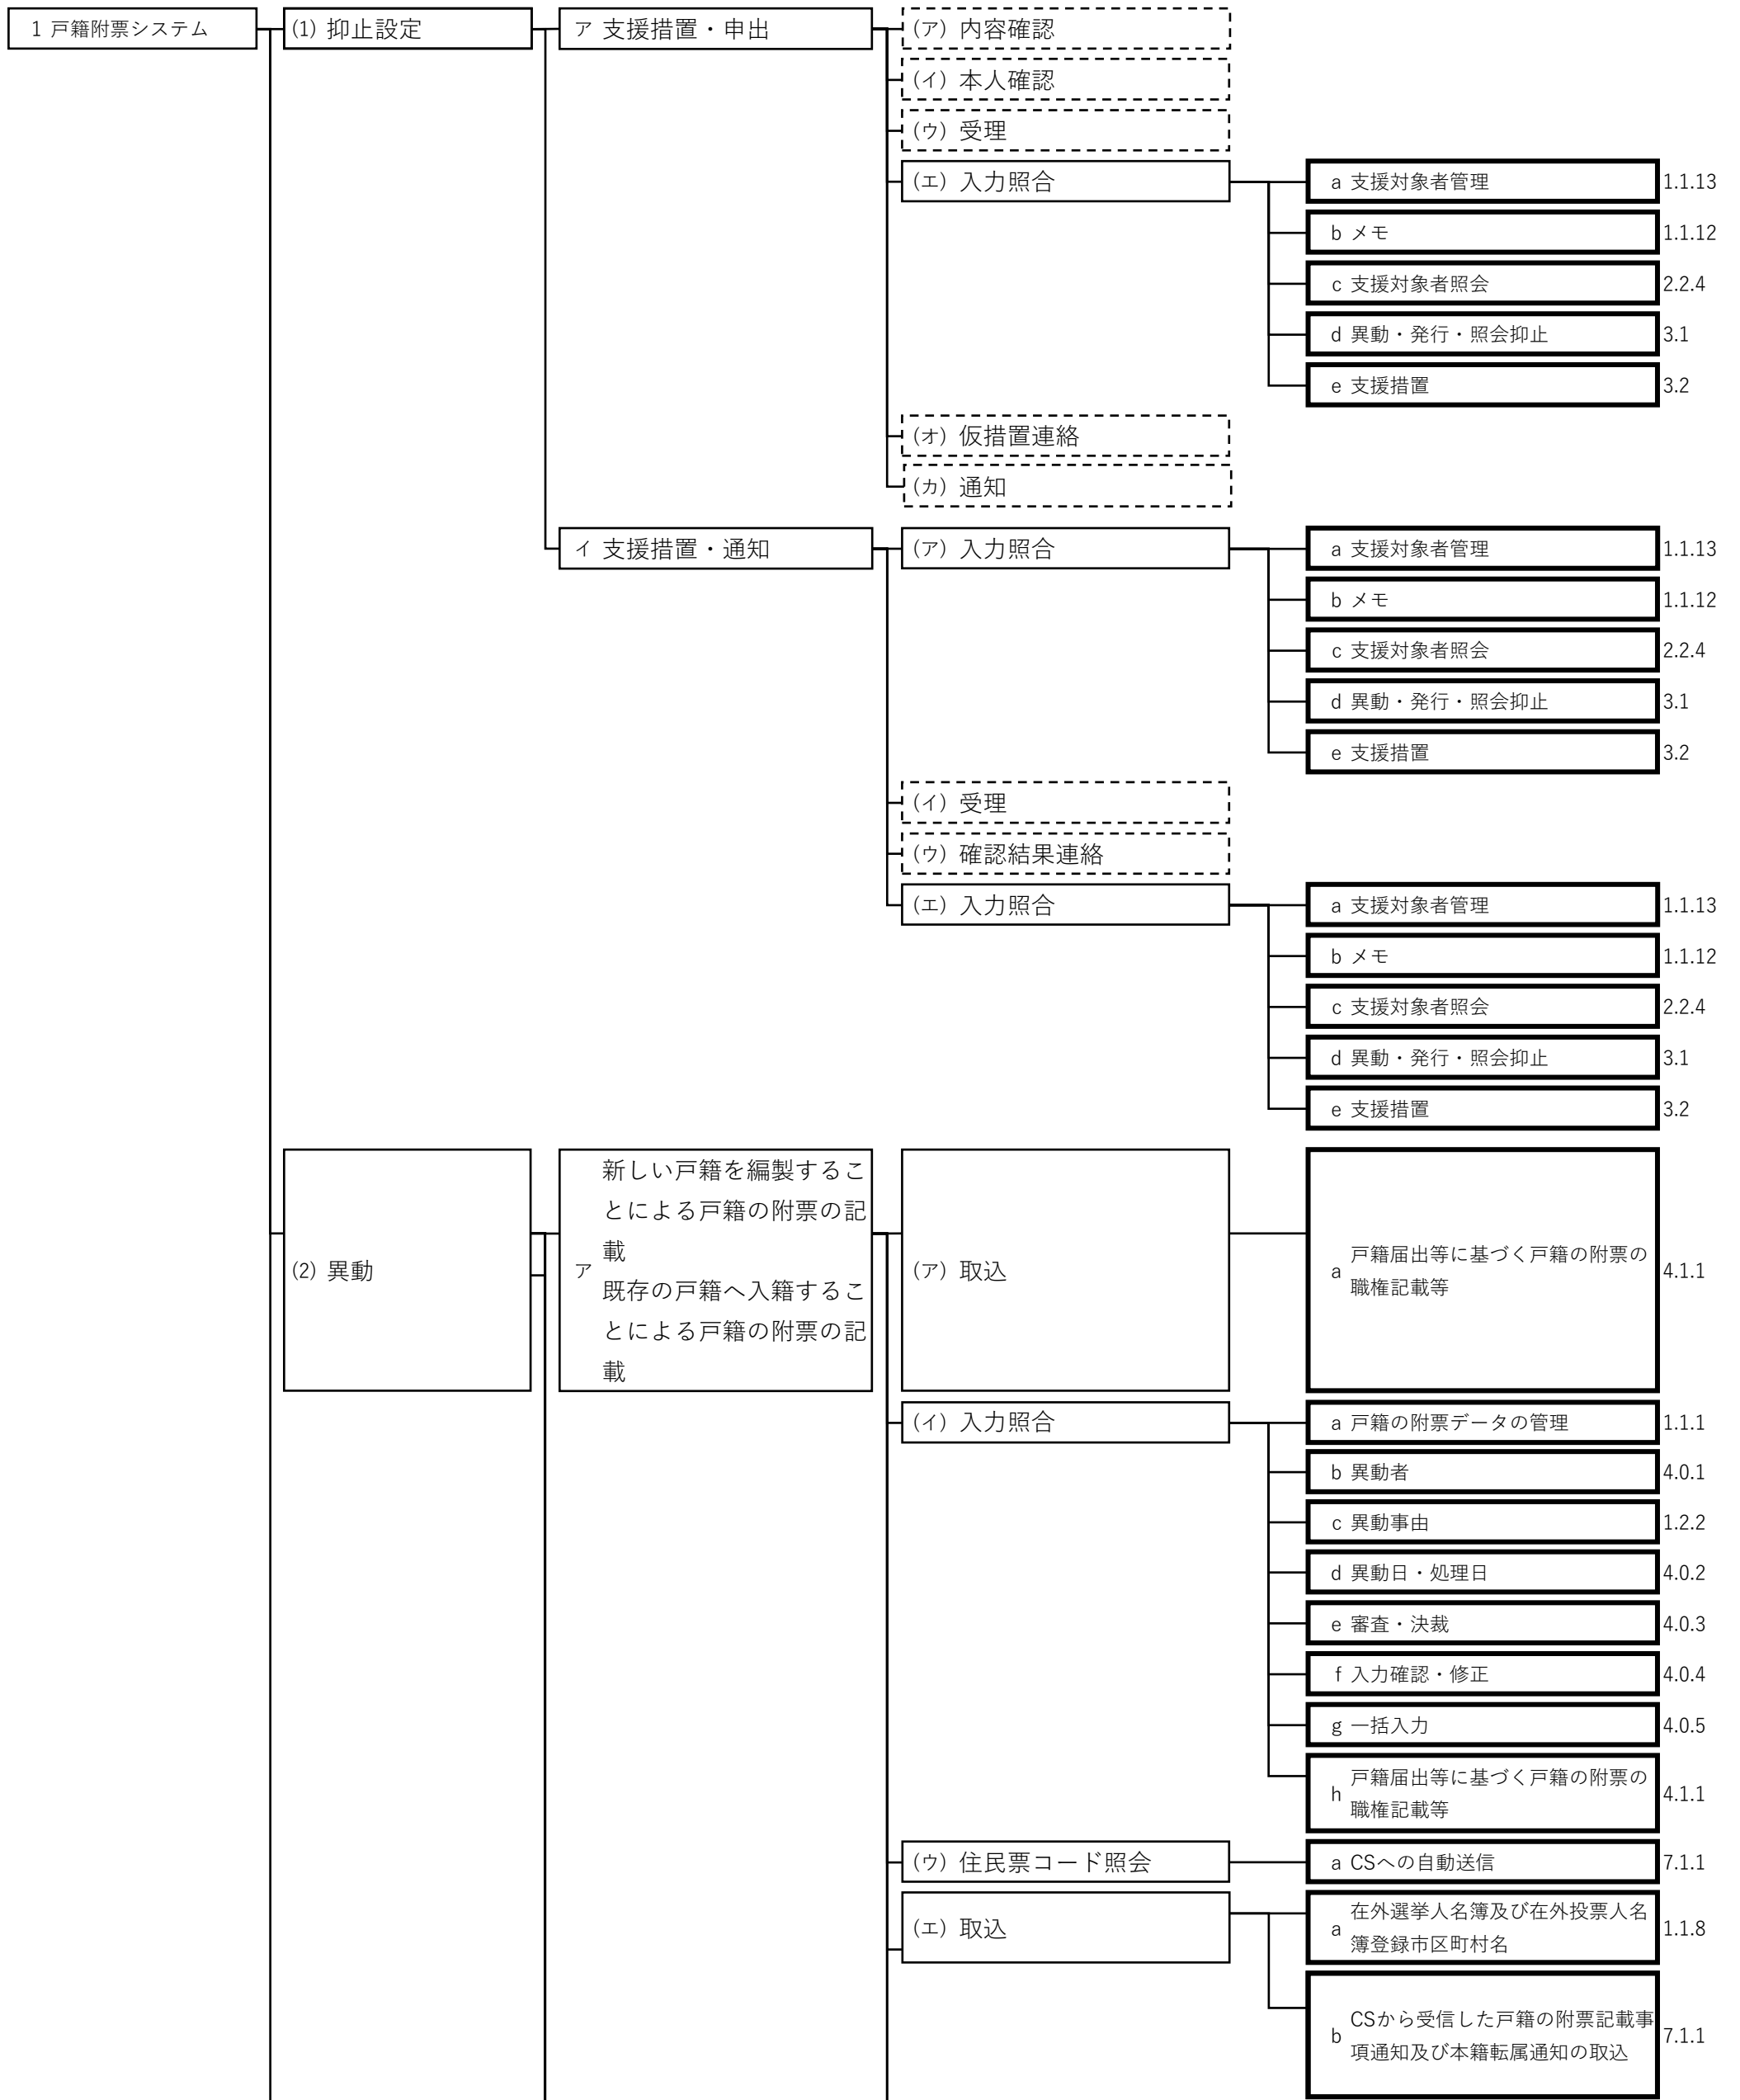 1 戸籍附票システム
(1) 抑止設定
ア 支援措置・申出
(ア) 内容確認
(イ) 本人確認
(ウ) 受理
(エ) 入力照合
a 支援対象者管理 1.1.13
b メモ 1.1.12
c 支援対象者照会 2.2.4
d 異動・発行・照会抑止 3.1
e 支援措置 3.2
(オ) 仮措置連絡
(カ) 通知
イ 支援措置・通知
(ア) 入力照合
a 支援対象者管理 1.1.13
b メモ 1.1.12
c 支援対象者照会 2.2.4
d 異動・発行・照会抑止 3.1
e 支援措置 3.2
(イ) 受理
(ウ) 確認結果連絡
(エ) 入力照合
a 支援対象者管理 1.1.13
b メモ 1.1.12
c 支援対象者照会 2.2.4
d 異動・発行・照会抑止 3.1
e 支援措置 3.2
(2) 異動
ア
新しい戸籍を編製するこ
とによる戸籍の附票の記
載
既存の戸籍へ入籍するこ
とによる戸籍の附票の記
載
(ア) 取込
a
戸籍届出等に基づく戸籍の附票の
職権記載等
4.1.1
(イ) 入力照合
a 戸籍の附票データの管理 1.1.1
b 異動者 4.0.1
c 異動事由 1.2.2
d 異動日・処理日 4.0.2
e 審査・決裁 4.0.3
f 入力確認・修正 4.0.4
g 一括入力 4.0.5
h
戸籍届出等に基づく戸籍の附票の
職権記載等
4.1.1
(ウ) 住民票コード照会
a CSへの自動送信 7.1.1
(エ) 取込
a
在外選挙人名簿及び在外投票人名
簿登録市区町村名
1.1.8
b
CSから受信した戸籍の附票記載事
項通知及び本籍転属通知の取込
7.1.1